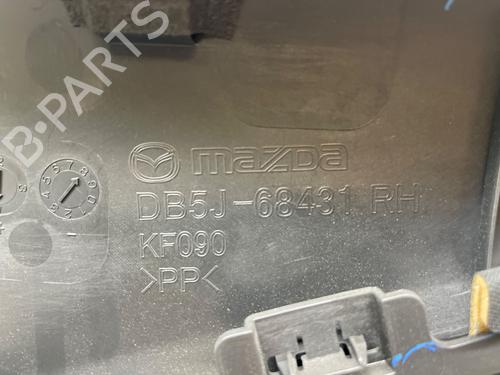 B-PARTS
mazda
DB5J-68431 RH
KF090
>PP<